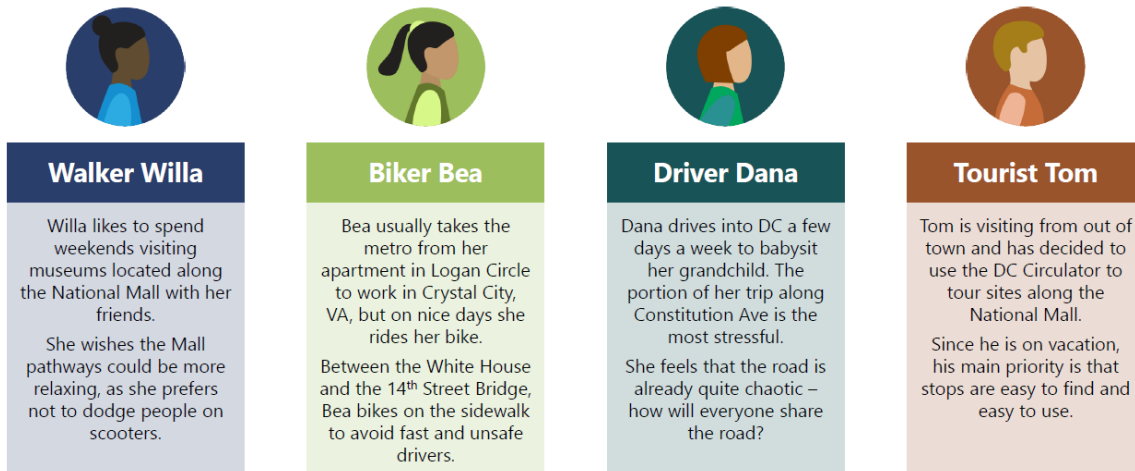 Walker Willa
Willa likes to spend
weekends visiting
museums located along
the National Mall with her
friends.
She wishes the Mall
pathways could be more
relaxing, as she prefers
not to dodge people on
scooters.
Biker Bea
Bea usually takes the
metro from her
apartment in Logan Circle
to work in Crystal City,
VA, but on nice days she
rides her bike.
Between the White House
and the 14th Street Bridge,
Bea bikes on the sidewalk
to avoid fast and unsafe
drivers.
Driver Dana
Dana drives into DC a few
days a week to babysit
her grandchild. The
portion of her trip along
Constitution Ave is the
most stressful.
She feels that the road is
already quite chaotic –
how will everyone share
the road?
Tourist Tom
Tom is visiting from out of
town and has decided to
use the DC Circulator to
tour sites along the
National Mall.
Since he is on vacation,
his main priority is that
stops are easy to find and
easy to use.